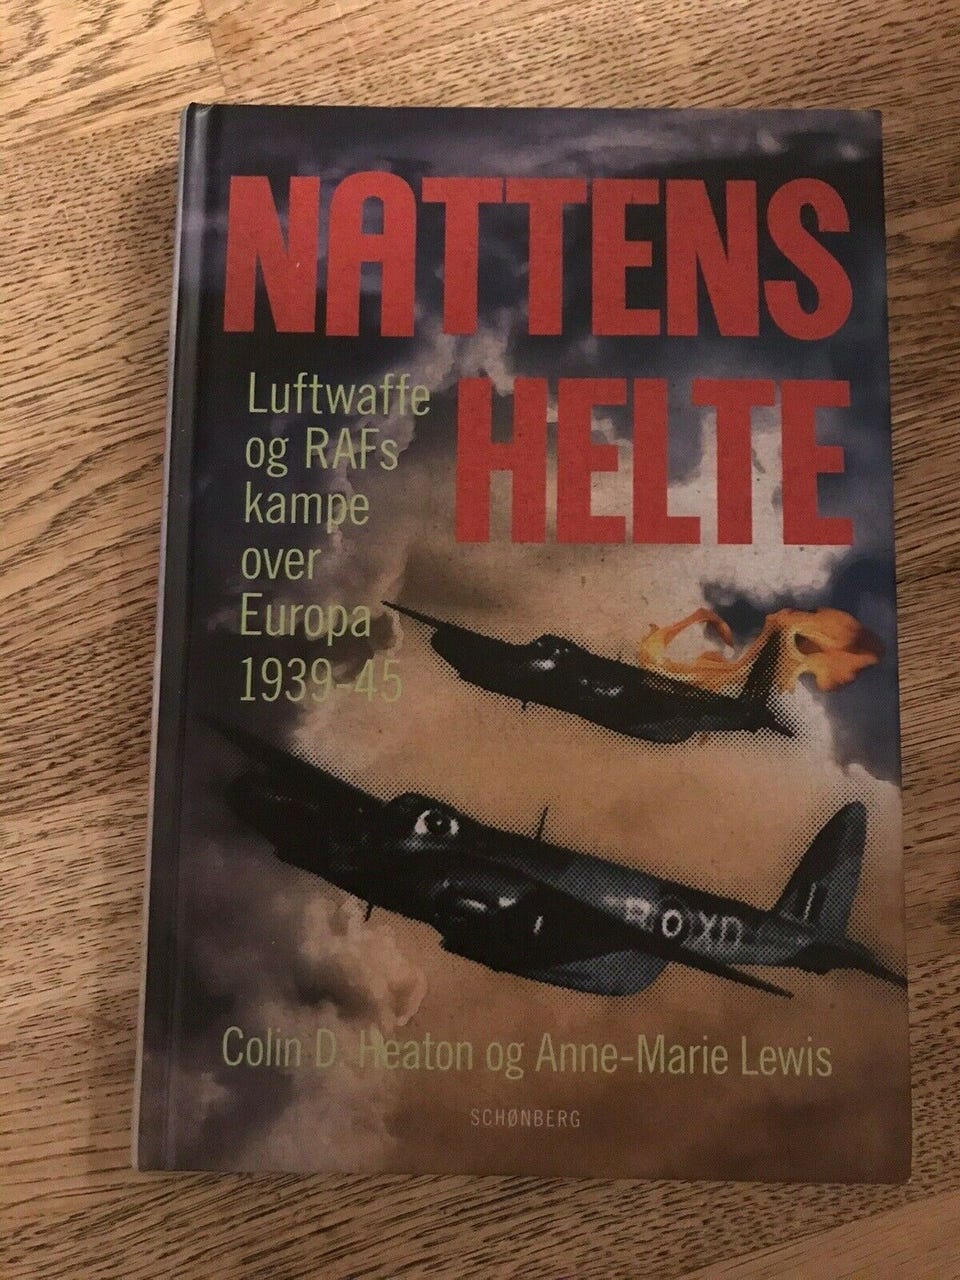 NATTENS
HELTE
Luftwaffe
og RAFs
kampe
over
Europa
1939-45
Colin D. Heaton og Anne-Marie Lewis
SCHØNBERG